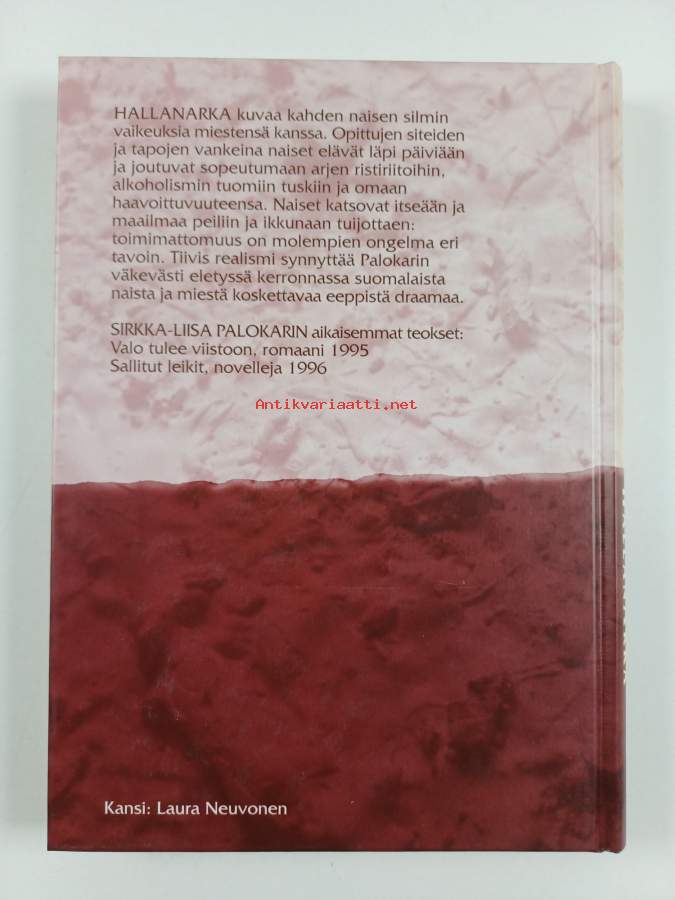 HALLANARKA kuvaa kahden naisen silmin
vaikeuksia miestensä kanssa. Opittujen siteiden
ja tapojen vankeina naiset elävät läpi päiviään
ja joutuvat sopeutumaan arjen ristiriitoihin,
alkoholismin tuomiin tuskiin ja omaan
haavoittuvuuteensa. Naiset katsovat itseään ja
maailmaa peiliin ja ikkunaan tuijottaen:
toimimattomuus on molempien ongelma eri
tavoin. Tiivis realismi synnyttää Palokarin
väkevästi eletyssä kerronnassa suomalaista
naista ja miestä koskettavaa eeppistä draamaa.
SIRKKA-LIISA PALOKARIN aikaisemmat teokset:
Valo tulee viistoon, romaani 1995
Sallitut leikit, novelleja 1996
Antikvariaatti.net
Kansi: Laura Neuvonen